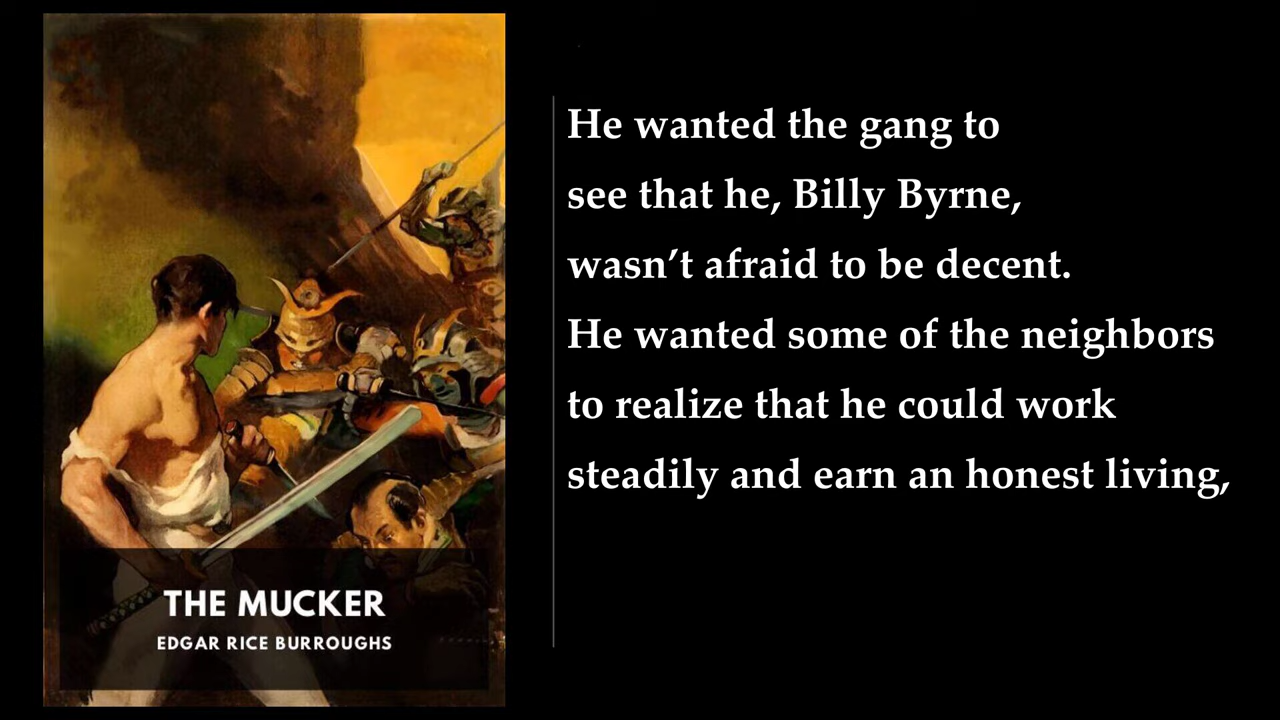 He wanted the gang to
see that he, Billy Byrne,
wasn’t afraid to be decent.
He wanted some of the neighbors
to realize that he could work
steadily and earn an honest living,
THE MUCKER
EDGAR RICE BURROUGHS